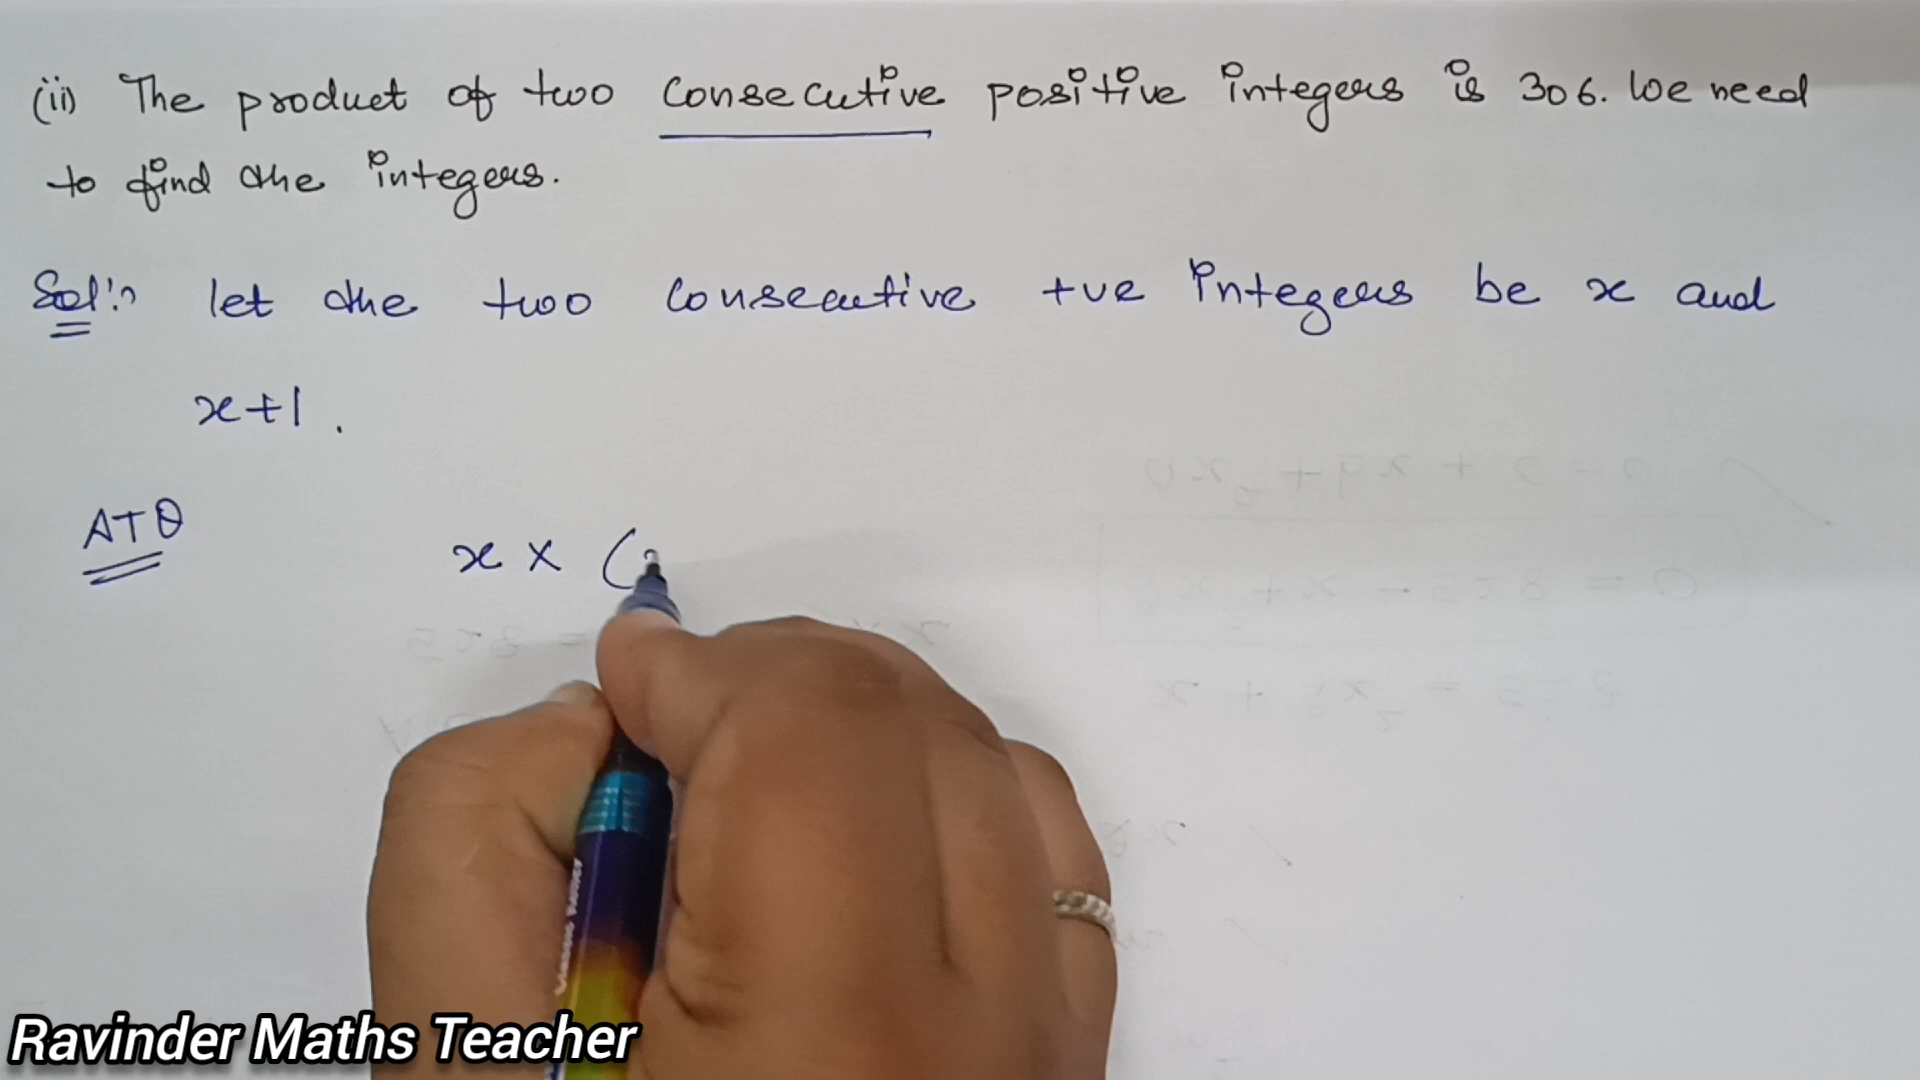 (ii) The product of two consecutive positive integers is 306. We need
to find the integers.
Sol'n let the two consecutive +ve integers be x and
x+1.
ATQ
x × (
Ravinder Maths Teacher